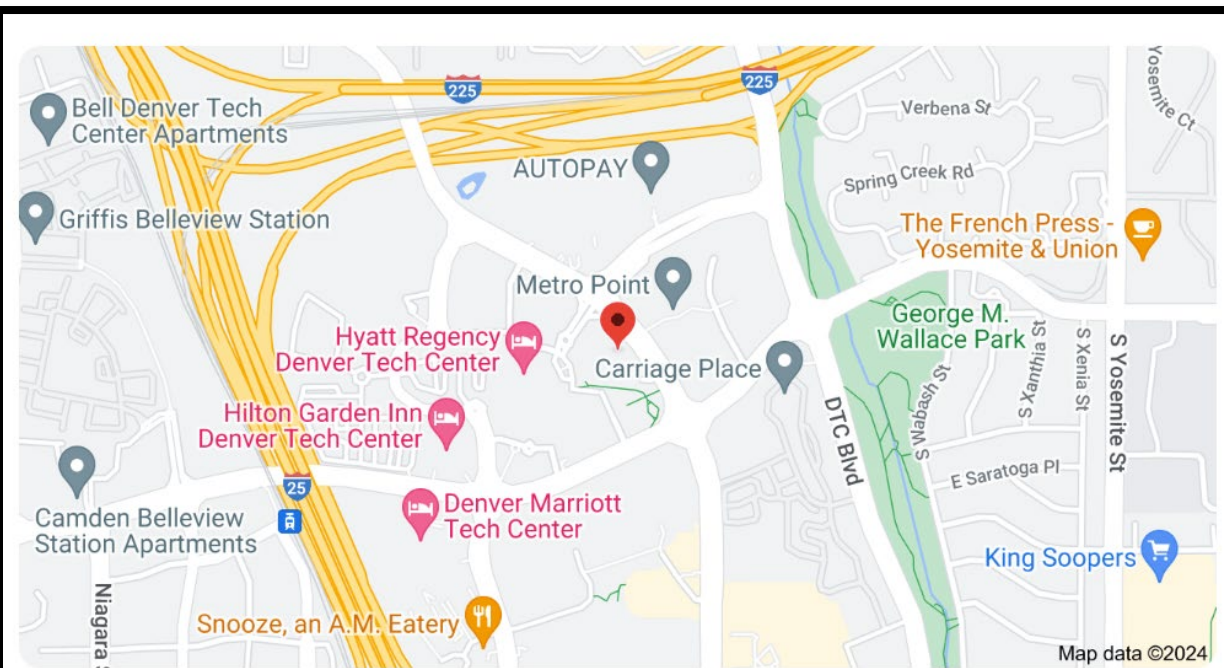 225
225
Bell Denver Tech
Center Apartments
Verbena St
Yosemite Ct
AUTOPAY
Spring Creek Rd
Griffis Belleview Station
The French Press -
Yosemite & Union
Metro Point
George M.
Wallace Park
Hyatt Regency
Denver Tech Center
Carriage Place
S Xanthia St
S Xenia St
S Yosemite St
Hilton Garden Inn
Denver Tech Center
DTC Blvd
S Wabash St
E Saratoga Pl
25
Denver Marriott
Tech Center
Camden Belleview
Station Apartments
King Soopers
Niagara S
Snooze, an A.M. Eatery
Map data ©2024